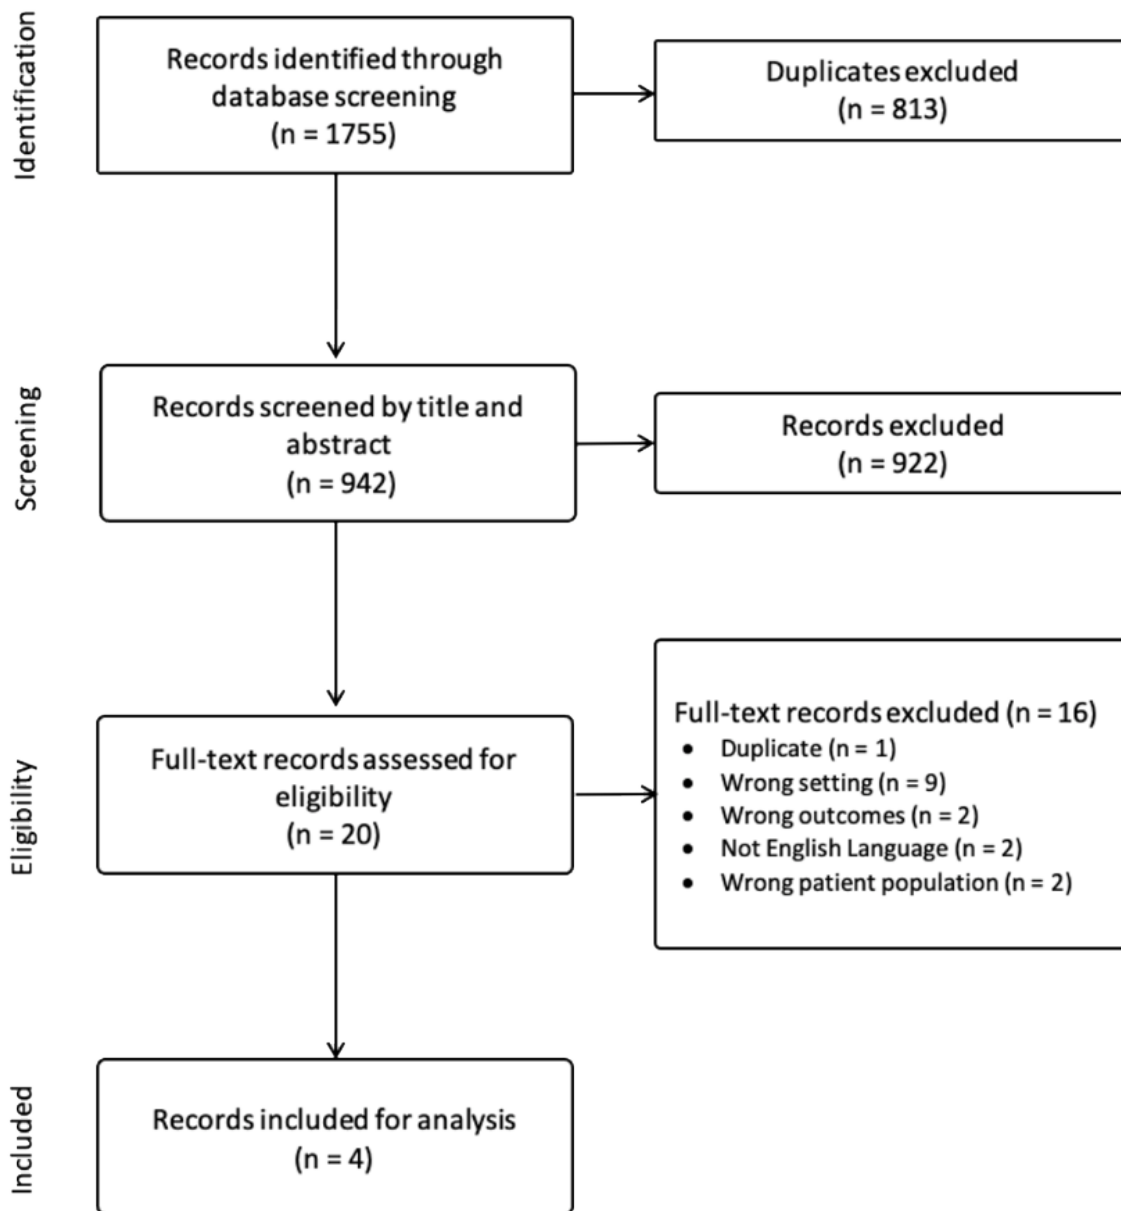 Identification
Records identified through
database screening
(n = 1755)
Duplicates excluded
(n = 813)
Screening
Records screened by title and
abstract
(n = 942)
Records excluded
(n = 922)
Eligibility
Full-text records assessed for
eligibility
(n = 20)
Full-text records excluded (n = 16)
• Duplicate (n = 1)
• Wrong setting (n = 9)
• Wrong outcomes (n = 2)
• Not English Language (n = 2)
• Wrong patient population (n = 2)
Included
Records included for analysis
(n = 4)